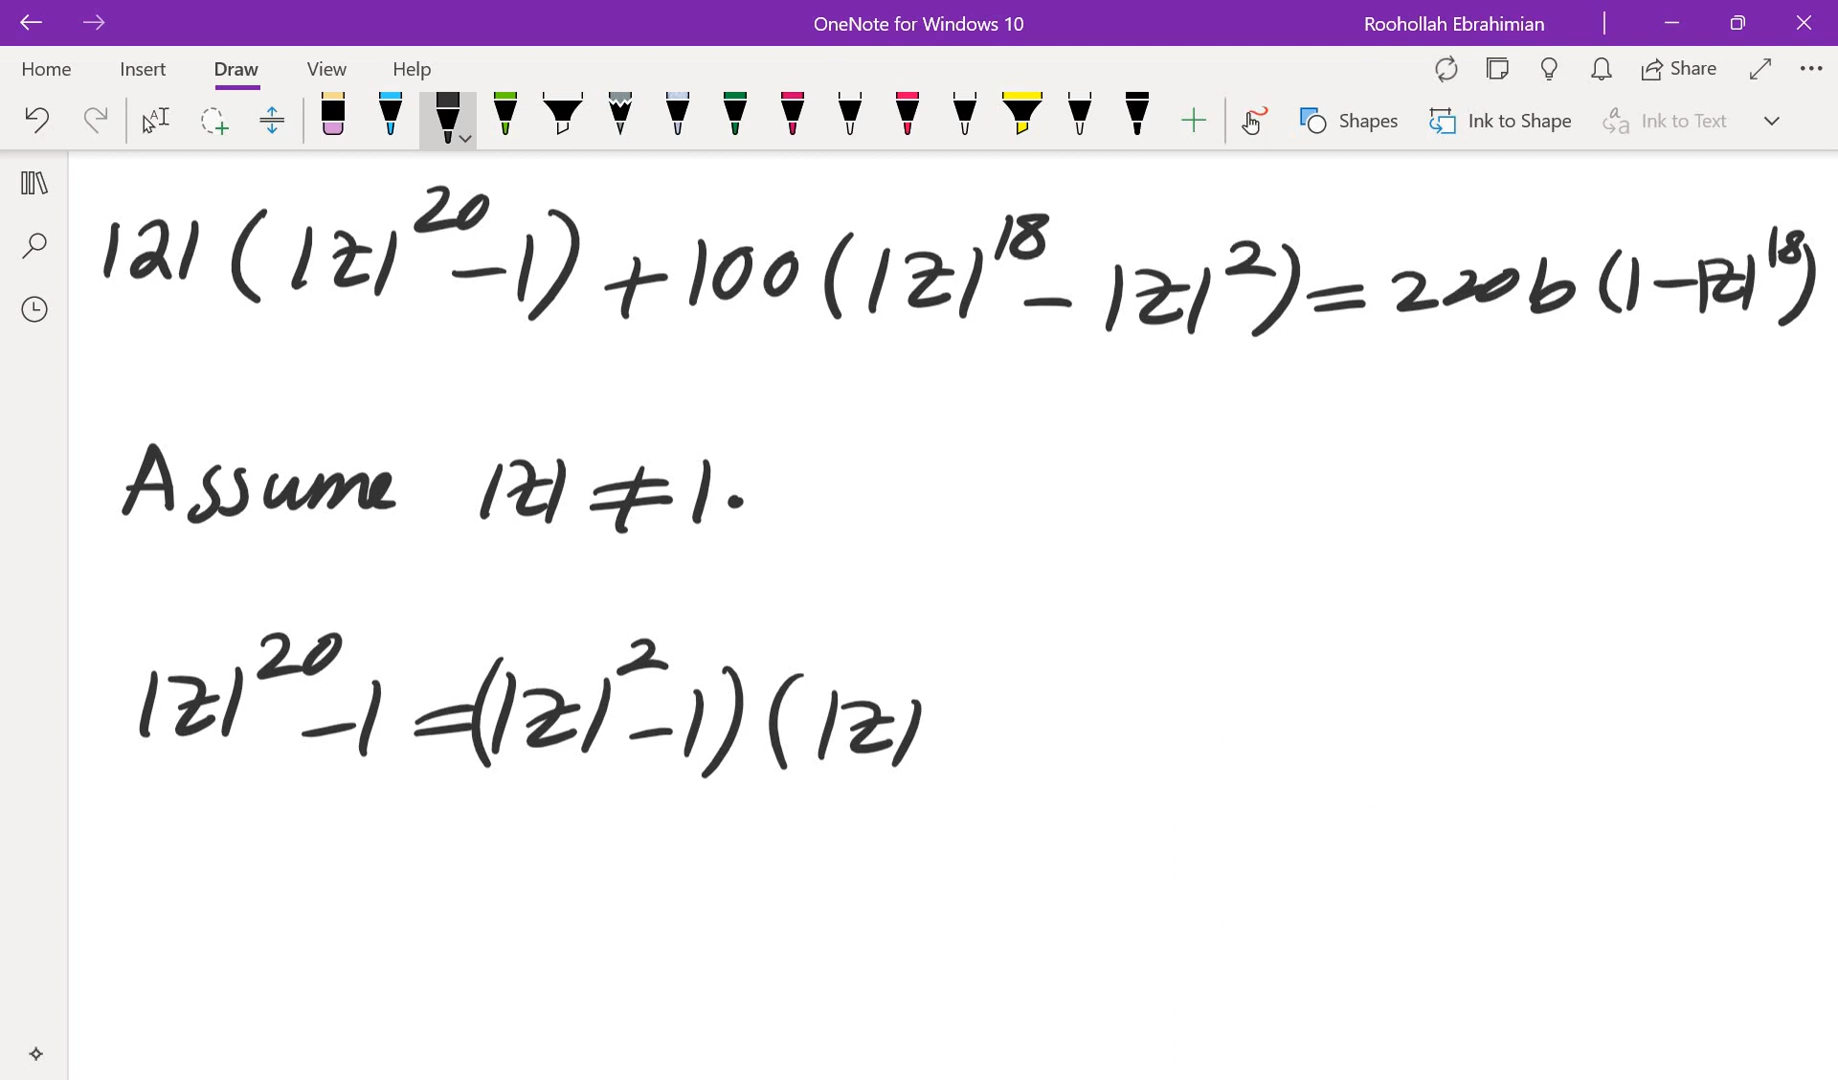 OneNote for Windows 10 Roohollah Ebrahimian
Home Insert Draw View Help Share
Shapes Ink to Shape Ink to Text
121(|z|^20 - 1) + 100(|z|^18 - |z|^2) = 220b(1 - |z|^18)
Assume |z| ≠ 1.
|z|^20 - 1 = (|z|^2 - 1)(|z|